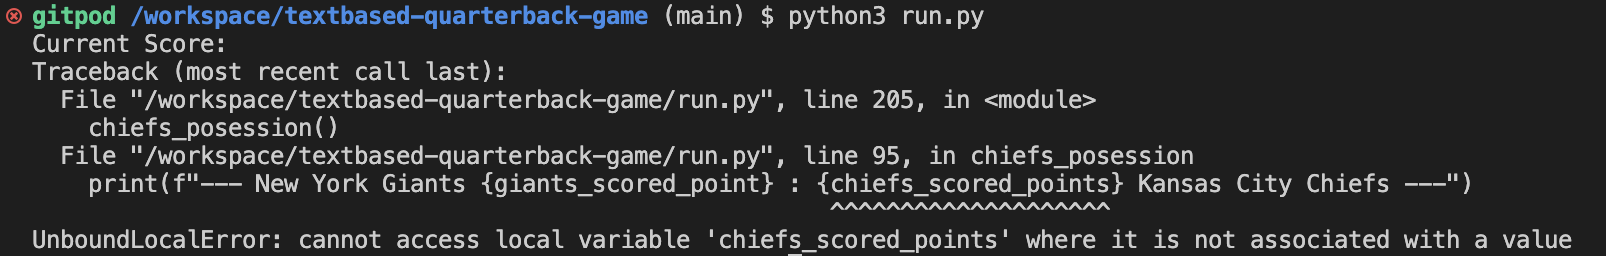 gitpod /workspace/textbased-quarterback-game (main) $ python3 run.py
Current Score:
Traceback (most recent call last):
  File "/workspace/textbased-quarterback-game/run.py", line 205, in <module>
    chiefs_posession()
  File "/workspace/textbased-quarterback-game/run.py", line 95, in chiefs_posession
    print(f"--- New York Giants {giants_scored_point} : {chiefs_scored_points} Kansas City Chiefs ---")
                                                         ^^^^^^^^^^^^^^^^^^^^
UnboundLocalError: cannot access local variable 'chiefs_scored_points' where it is not associated with a value